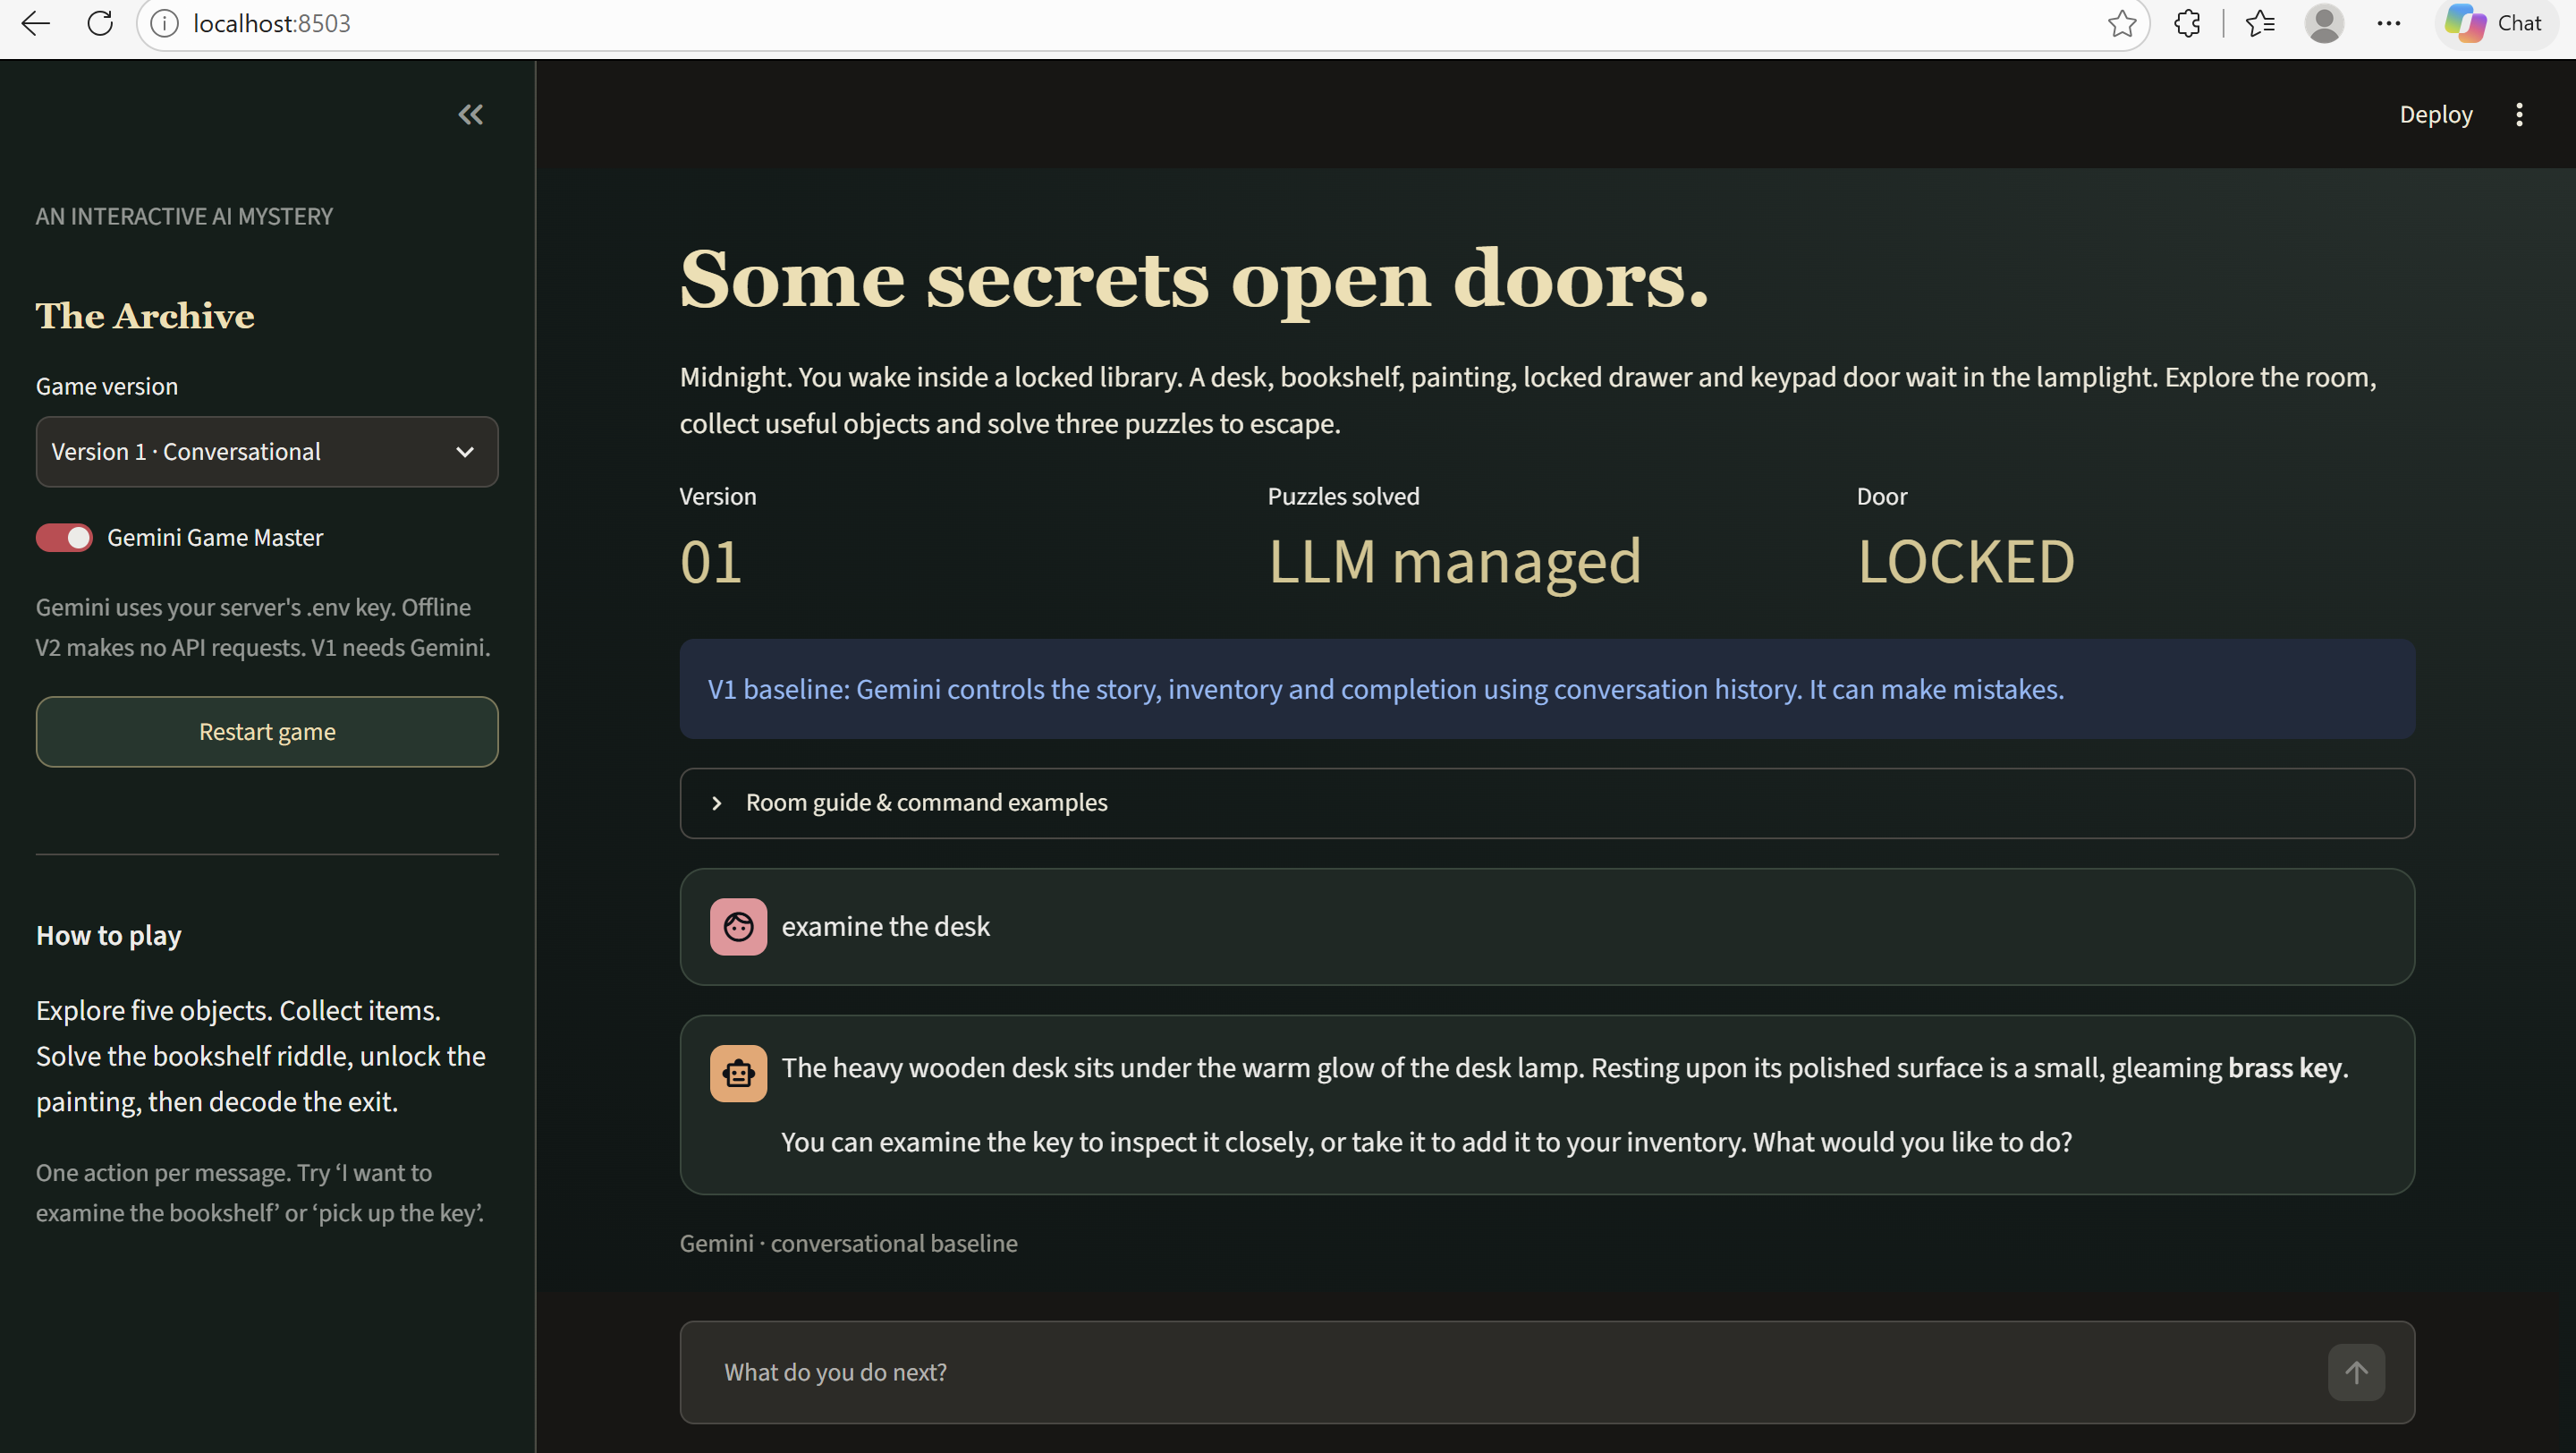 localhost:8503
Chat
Deploy
AN INTERACTIVE AI MYSTERY
The Archive
Game version
Version 1 · Conversational
Gemini Game Master
Gemini uses your server's .env key. Offline
V2 makes no API requests. V1 needs Gemini.
Restart game
How to play
Explore five objects. Collect items.
Solve the bookshelf riddle, unlock the
painting, then decode the exit.
One action per message. Try ‘I want to
examine the bookshelf’ or ‘pick up the key’.
Some secrets open doors.
Midnight. You wake inside a locked library. A desk, bookshelf, painting, locked drawer and keypad door wait in the lamplight. Explore the room,
collect useful objects and solve three puzzles to escape.
Version
01
Puzzles solved
LLM managed
Door
LOCKED
V1 baseline: Gemini controls the story, inventory and completion using conversation history. It can make mistakes.
Room guide & command examples
examine the desk
The heavy wooden desk sits under the warm glow of the desk lamp. Resting upon its polished surface is a small, gleaming brass key.
You can examine the key to inspect it closely, or take it to add it to your inventory. What would you like to do?
Gemini · conversational baseline
What do you do next?